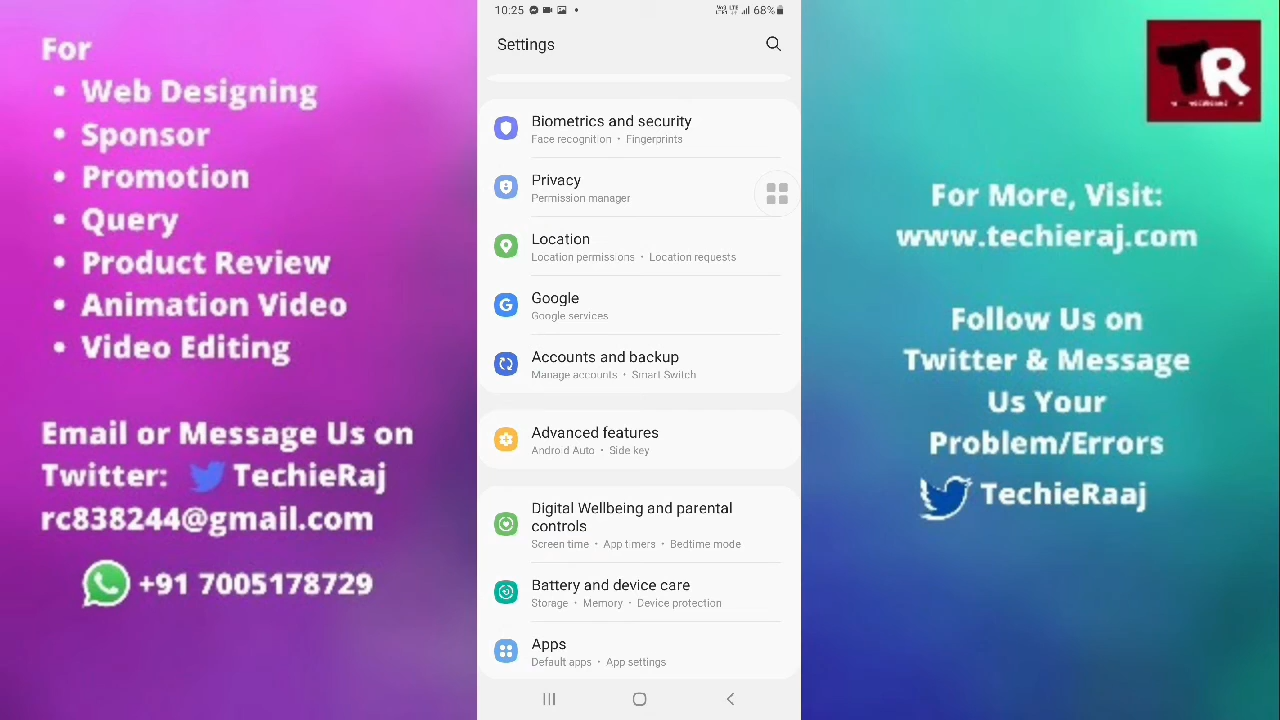 For
• Web Designing
• Sponsor
• Promotion
• Query
• Product Review
• Animation Video
• Video Editing
Email or Message Us on
Twitter: TechieRaj
rc838244@gmail.com
+91 7005178729
10:25
68%
Settings
Biometrics and security
Face recognition • Fingerprints
Privacy
Permission manager
Location
Location permissions • Location requests
Google
Google services
Accounts and backup
Manage accounts • Smart Switch
Advanced features
Android Auto • Side key
Digital Wellbeing and parental
controls
Screen time • App timers • Bedtime mode
Battery and device care
Storage • Memory • Device protection
Apps
Default apps • App settings
TR
For More, Visit:
www.techieraj.com
Follow Us on
Twitter & Message
Us Your
Problem/Errors
TechieRaaj